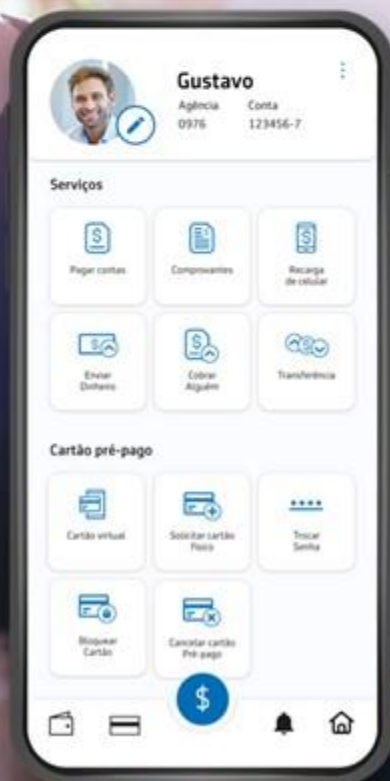 Gustavo
Agência Conta
0976 123456-7
Serviços
Pagar contas
Comprovantes
Recarga
de celular
Enviar
Dinheiro
Cobrar
Alguém
Transferência
Cartão pré-pago
Cartão virtual
Solicitar cartão
Físico
****
Trocar
Senha
Bloquear
Cartão
Cancelar cartão
Pré-pago
$